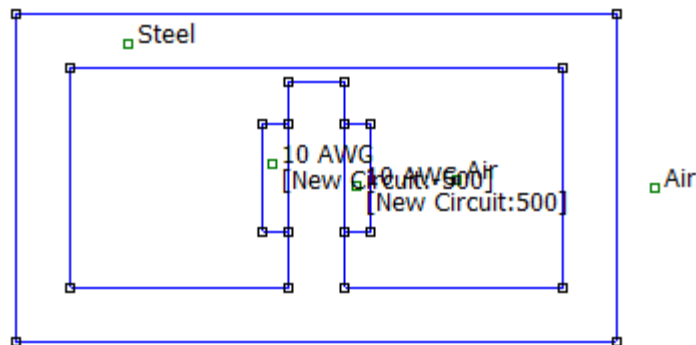 Steel
10 AWG
[New Circuit:-500]
10 AWG
[New Circuit:500]
Air
Air